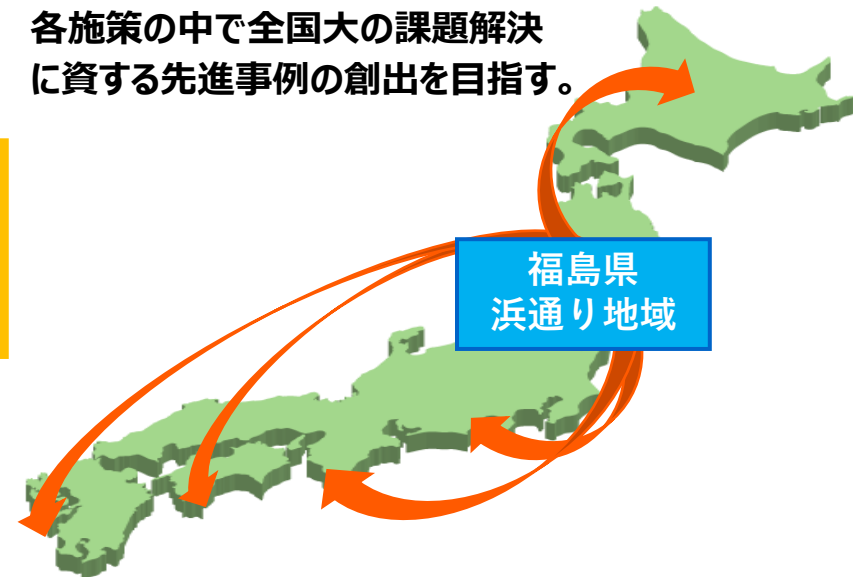 各施策の中で全国大の課題解決
に資する先進事例の創出を目指す。
福島県
浜通り地域